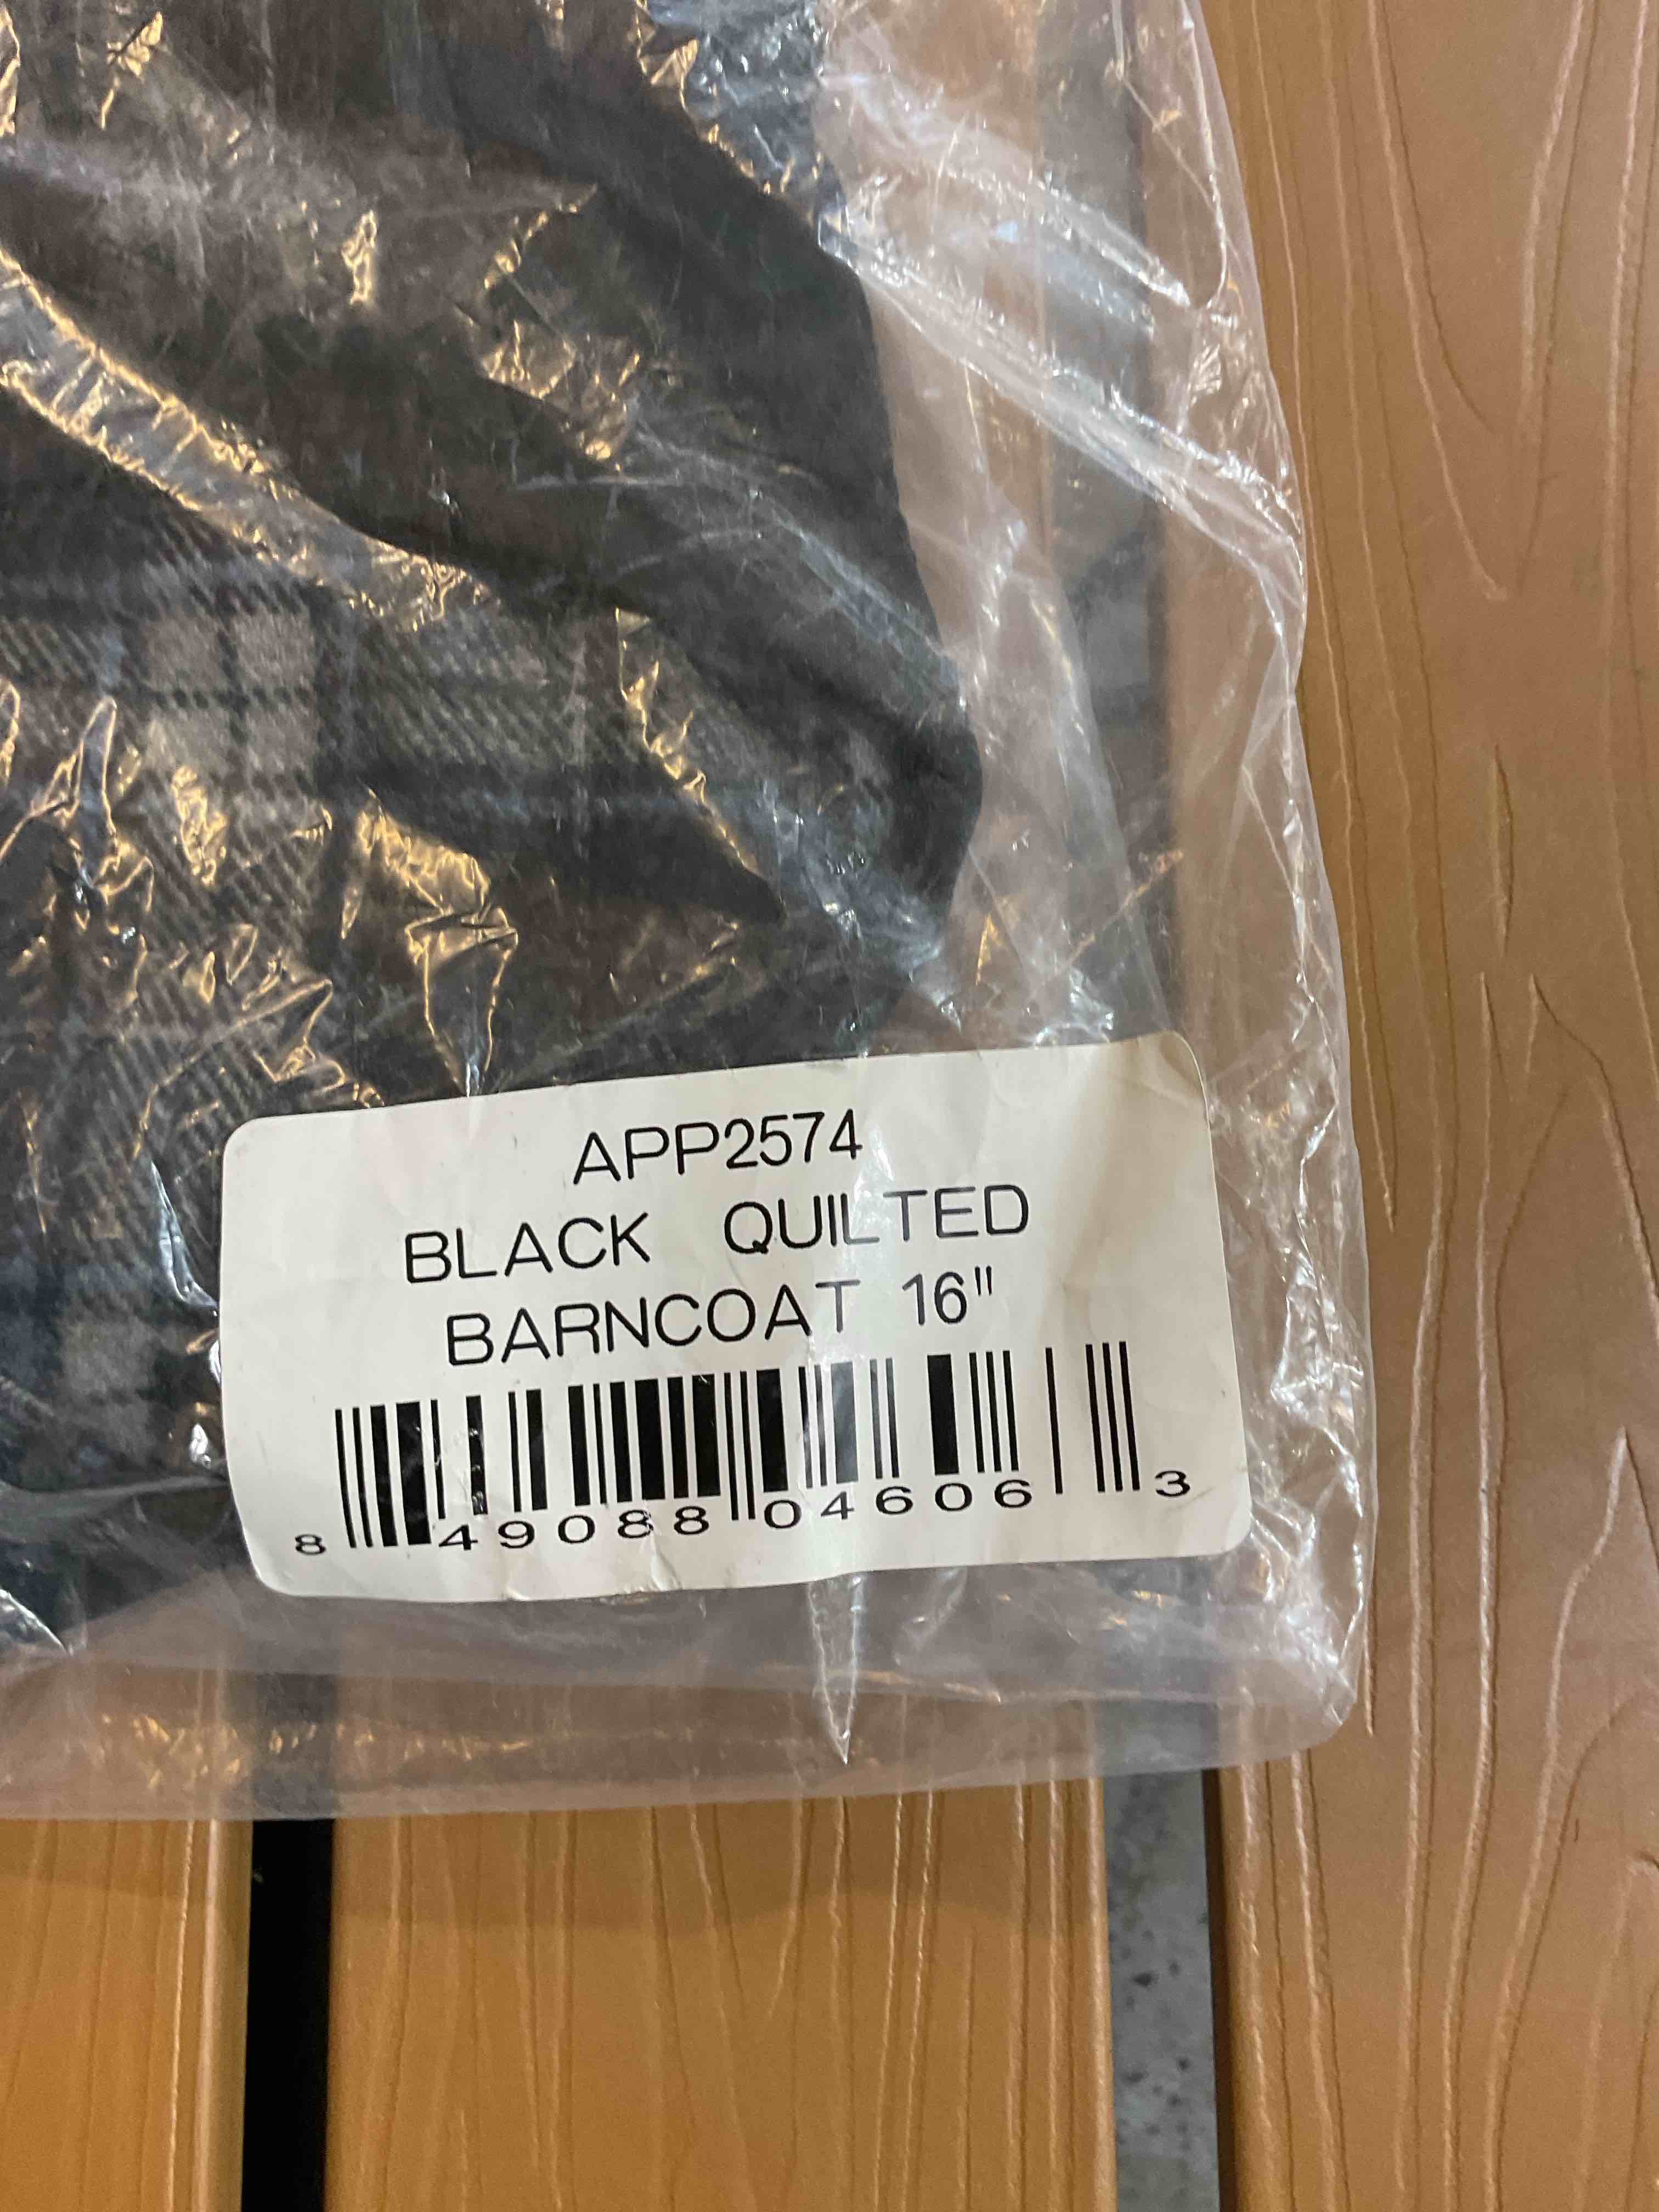 APP2574
BLACK QUILTED
BARNCOAT 16"
8 49088 04606 3